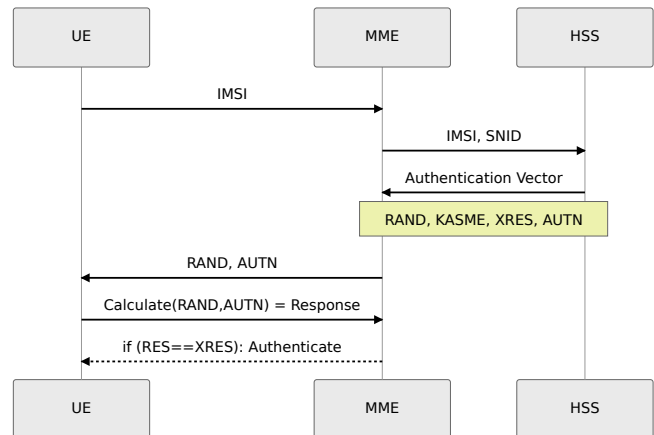 UE MME HSS
IMSI
IMSI, SNID
Authentication Vector
RAND, KASME, XRES, AUTN
RAND, AUTN
Calculate(RAND,AUTN) = Response
if (RES==XRES): Authenticate
UE MME HSS